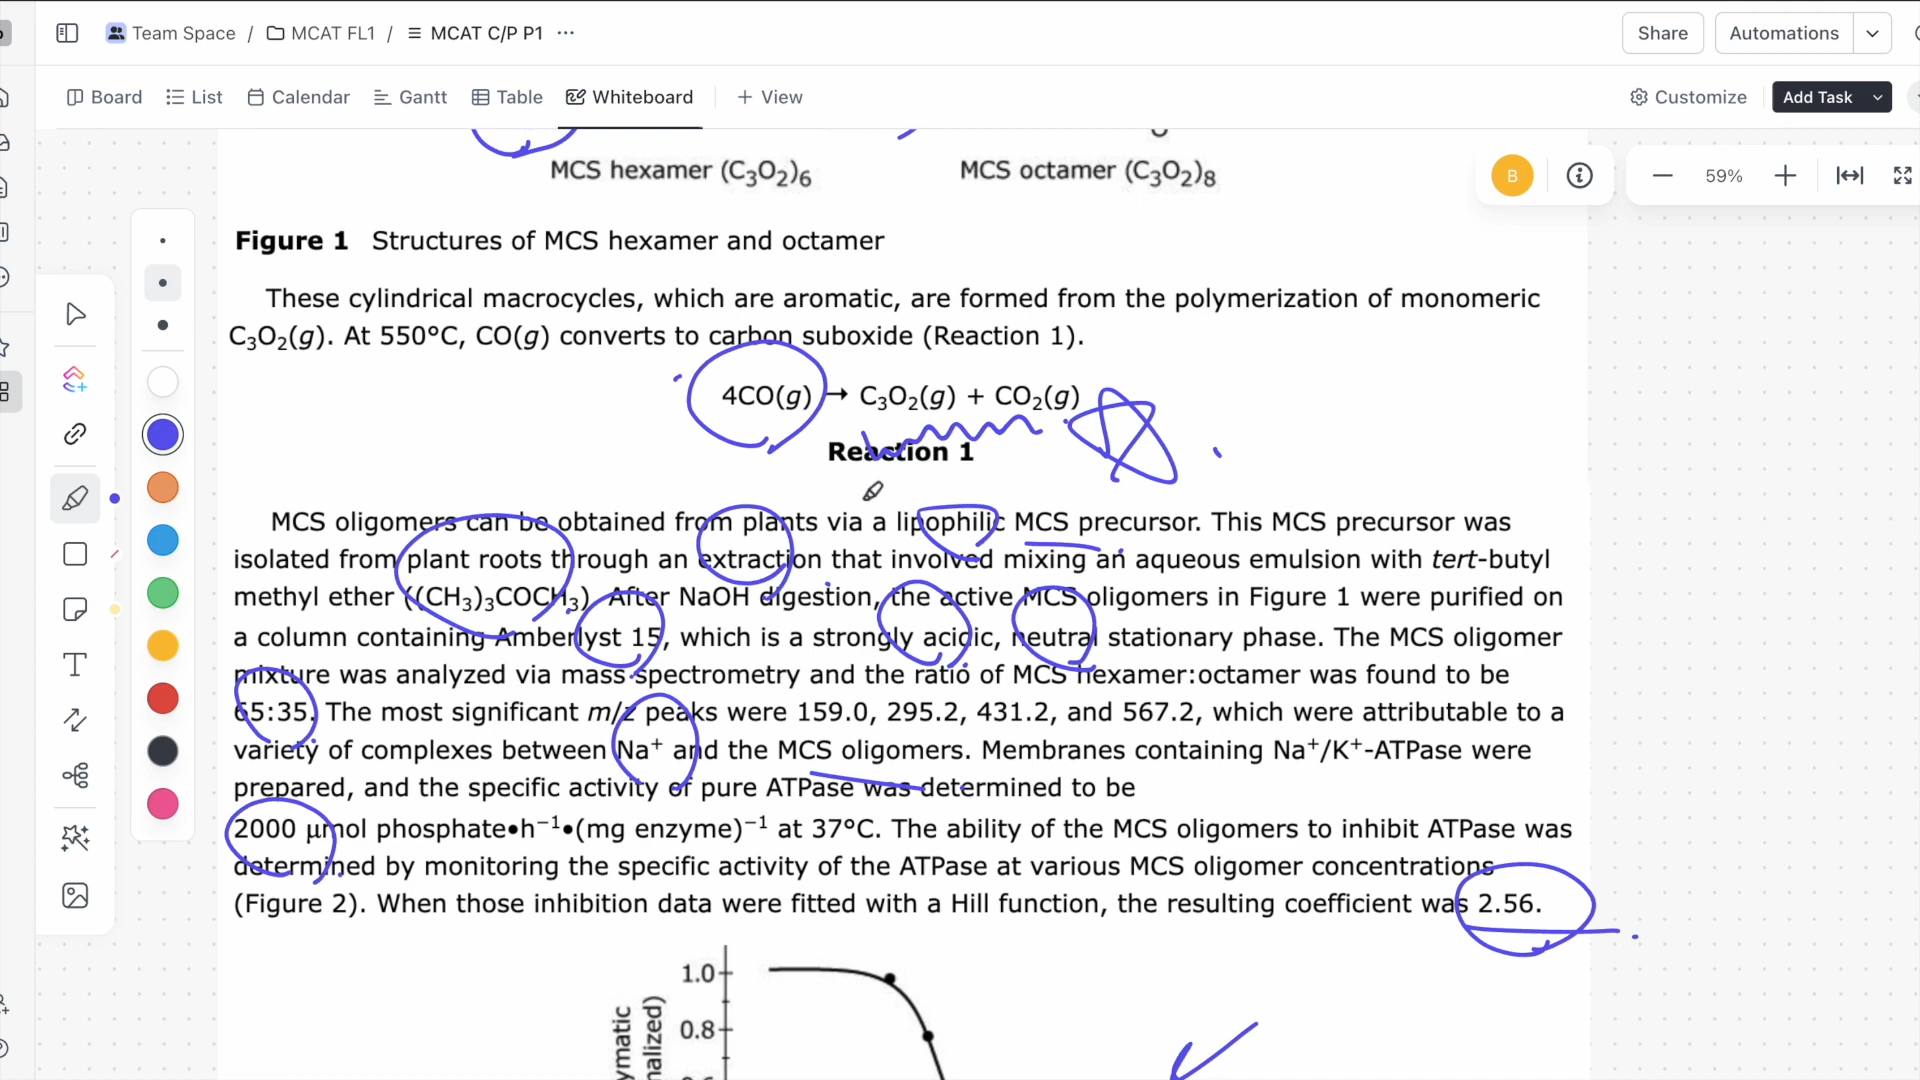 Team Space / MCAT FL1 / MCAT C/P P1 ...
Share
Automations
Board
List
Calendar
Gantt
Table
Whiteboard
+ View
Customize
Add Task
MCS hexamer (C₃O₂)₆
MCS octamer (C₃O₂)₈
B
59%
Figure 1 Structures of MCS hexamer and octamer
These cylindrical macrocycles, which are aromatic, are formed from the polymerization of monomeric
C₃O₂(g). At 550°C, CO(g) converts to carbon suboxide (Reaction 1).
4CO(g) → C₃O₂(g) + CO₂(g)
Reaction 1
MCS oligomers can be obtained from plants via a lipophilic MCS precursor. This MCS precursor was
isolated from plant roots through an extraction that involved mixing an aqueous emulsion with tert-butyl
methyl ether ((CH₃)₃COCH₃). After NaOH digestion, the active MCS oligomers in Figure 1 were purified on
a column containing Amberlyst 15, which is a strongly acidic, neutral stationary phase. The MCS oligomer
mixture was analyzed via mass spectrometry and the ratio of MCS hexamer:octamer was found to be
65:35. The most significant m/z peaks were 159.0, 295.2, 431.2, and 567.2, which were attributable to a
variety of complexes between Na⁺ and the MCS oligomers. Membranes containing Na⁺/K⁺-ATPase were
prepared, and the specific activity of pure ATPase was determined to be
2000 μmol phosphate•h⁻¹•(mg enzyme)⁻¹ at 37°C. The ability of the MCS oligomers to inhibit ATPase was
determined by monitoring the specific activity of the ATPase at various MCS oligomer concentrations
(Figure 2). When those inhibition data were fitted with a Hill function, the resulting coefficient was 2.56.
1.0
0.8